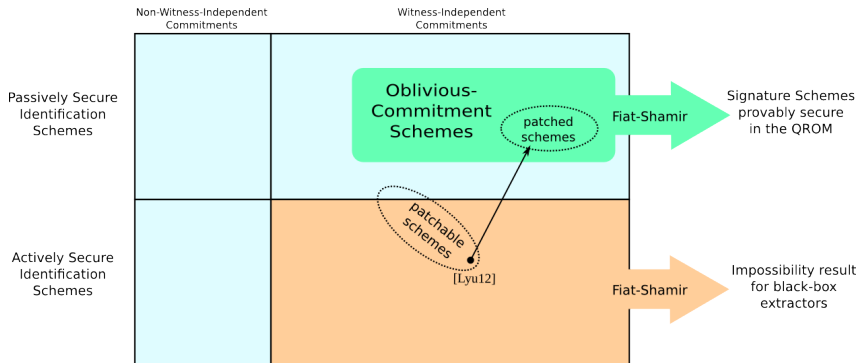 Non-Witness-Independent
Commitments
Witness-Independent
Commitments
Passively Secure
Identification
Schemes
Oblivious-
Commitment
Schemes
patched
schemes
Fiat-Shamir
Signature Schemes
provably secure
in the QROM
patchable
schemes
[Lyu12]
Actively Secure
Identification
Schemes
Fiat-Shamir
Impossibility result
for black-box
extractors